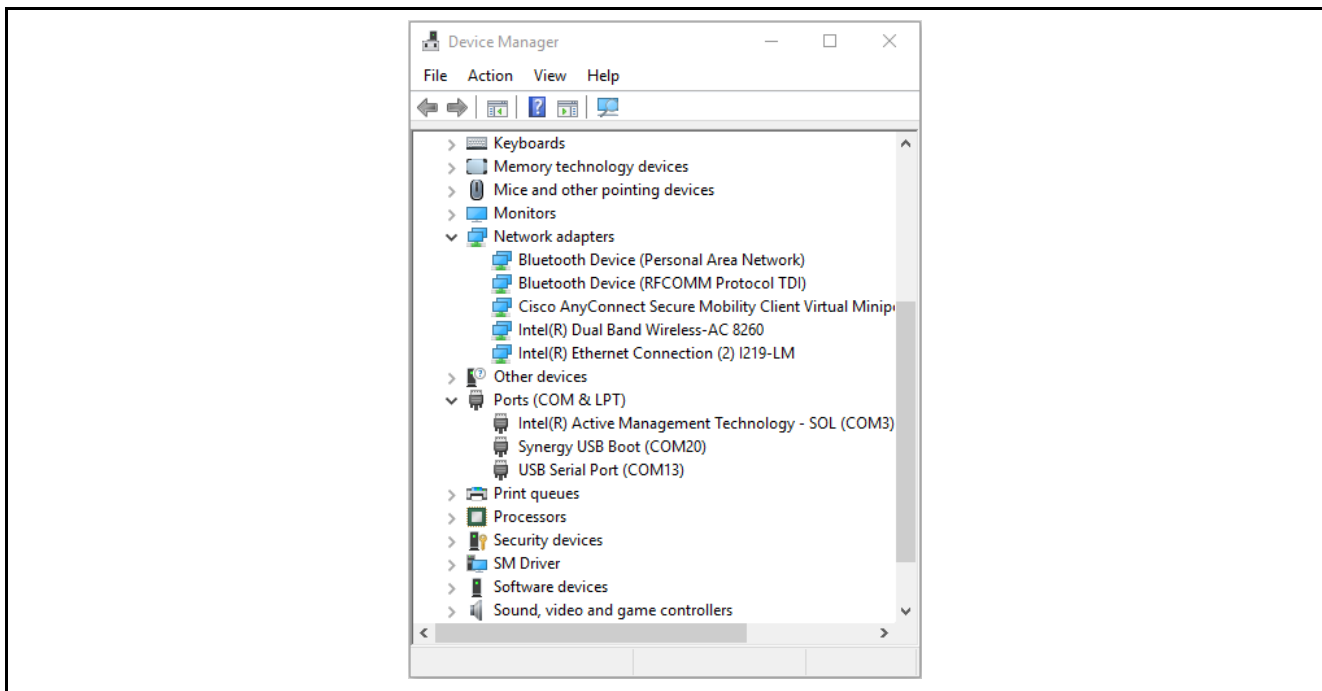 Device Manager
File Action View Help
Keyboards
Memory technology devices
Mice and other pointing devices
Monitors
Network adapters
Bluetooth Device (Personal Area Network)
Bluetooth Device (RFCOMM Protocol TDI)
Cisco AnyConnect Secure Mobility Client Virtual Minip
Intel(R) Dual Band Wireless-AC 8260
Intel(R) Ethernet Connection (2) I219-LM
Other devices
Ports (COM & LPT)
Intel(R) Active Management Technology - SOL (COM3)
Synergy USB Boot (COM20)
USB Serial Port (COM13)
Print queues
Processors
Security devices
SM Driver
Software devices
Sound, video and game controllers